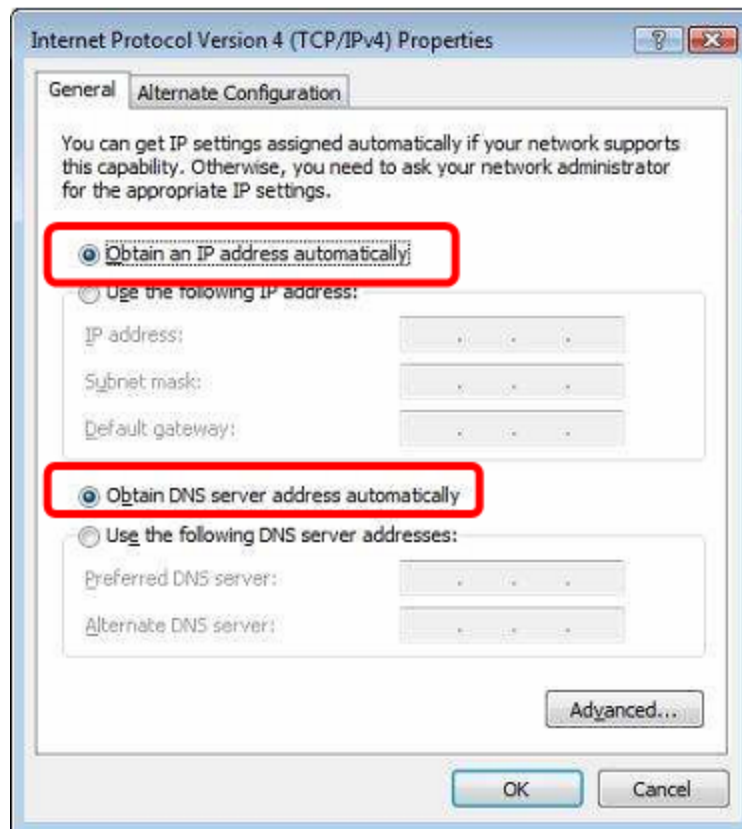 Internet Protocol Version 4 (TCP/IPv4) Properties
General
Alternate Configuration
You can get IP settings assigned automatically if your network supports
this capability. Otherwise, you need to ask your network administrator
for the appropriate IP settings.
Obtain an IP address automatically
Use the following IP address:
IP address:
Subnet mask:
Default gateway:
Obtain DNS server address automatically
Use the following DNS server addresses:
Preferred DNS server:
Alternate DNS server:
Advanced...
OK
Cancel